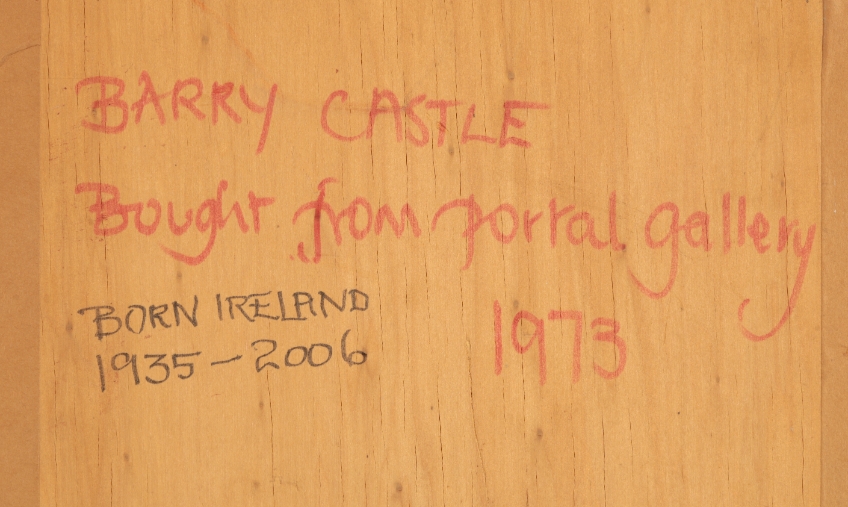 BARRY CASTLE
Bought from portal gallery
1973
BORN IRELAND
1935-2006